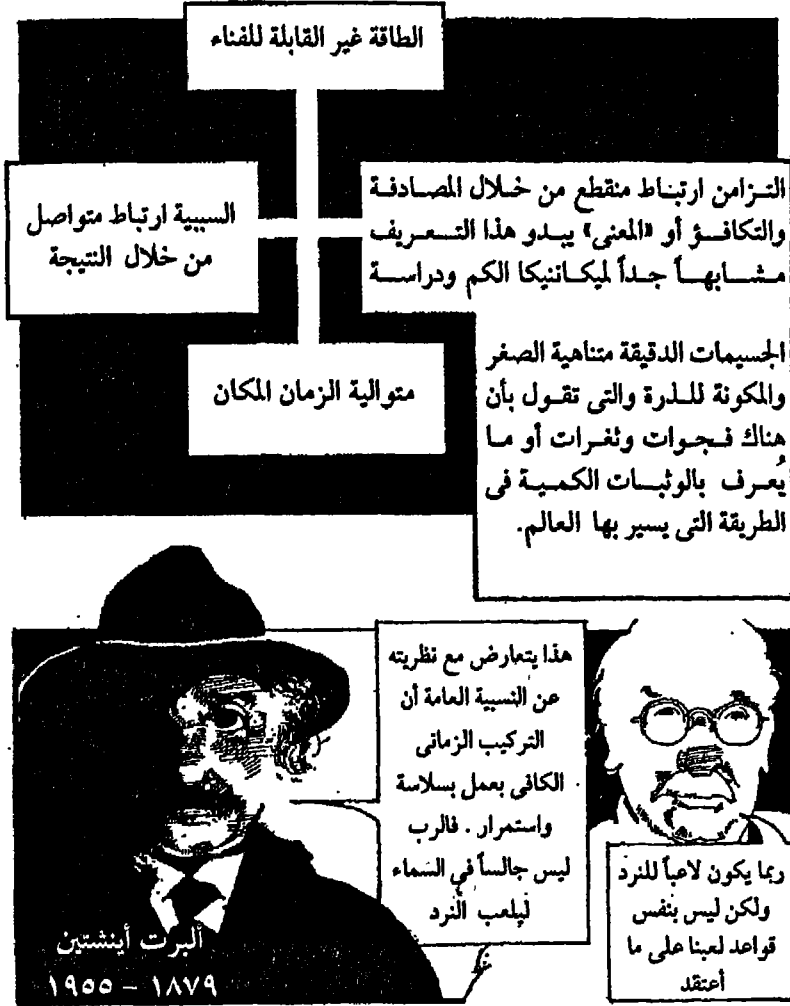 الطاقة غير القابلة للفناء
السببية ارتباط متواصل
من خلال النتيجة
التزامن ارتباط منقطع من خلال المصادفة
والتكافؤ أو «المعنى» يبدو هذا التعريف
مشابهاً جداً لميكانتيكا الكم ودراسة
الجسيمات الدقيقة متناهية الصغر
والمكونة للذرة والتى تقول بأن
هناك فجوات وثغرات أو ما
يُعرف بالوثبات الكمية فى
الطريقة التى يسير بها العالم.
متوالية الزمان المكان
هذا يتعارض مع نظريته
عن النسبية العامة أن
التركيب الزمانى
الكافى بعمل بسلاسة
واستمرار . فالرب
ليس جالساً في السماء
ليلعب النرد
ربما يكون لاعباً للنرد
ولكن ليس بنفس
قواعد لعبنا على ما
أعتقد
ألبرت أينشتين
١٨٧٩ – ١٩٥٥